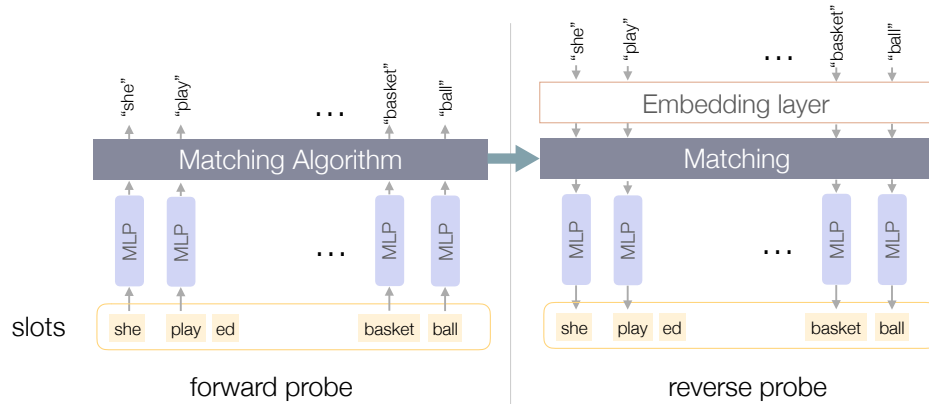 “she” “play” ... “basket” “ball”
Matching Algorithm
MLP MLP ... MLP MLP
slots she play ed basket ball
forward probe
“she” “play” ... “basket” “ball”
Embedding layer
Matching
MLP MLP ... MLP MLP
she play ed basket ball
reverse probe